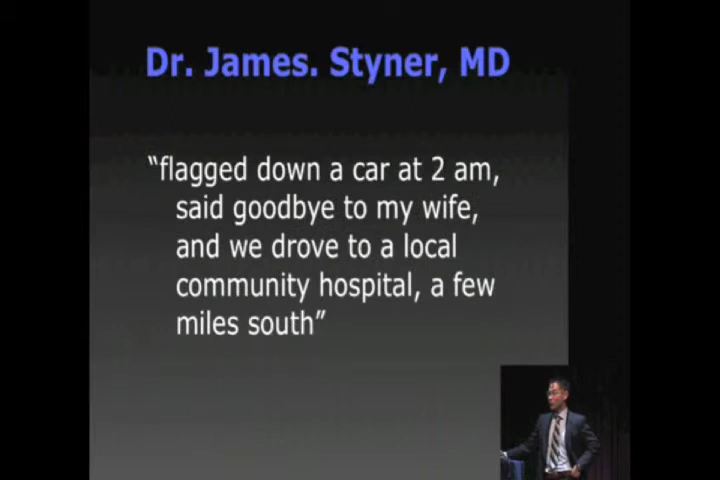 Dr. James. Styner, MD
“flagged down a car at 2 am,
said goodbye to my wife,
and we drove to a local
community hospital, a few
miles south”